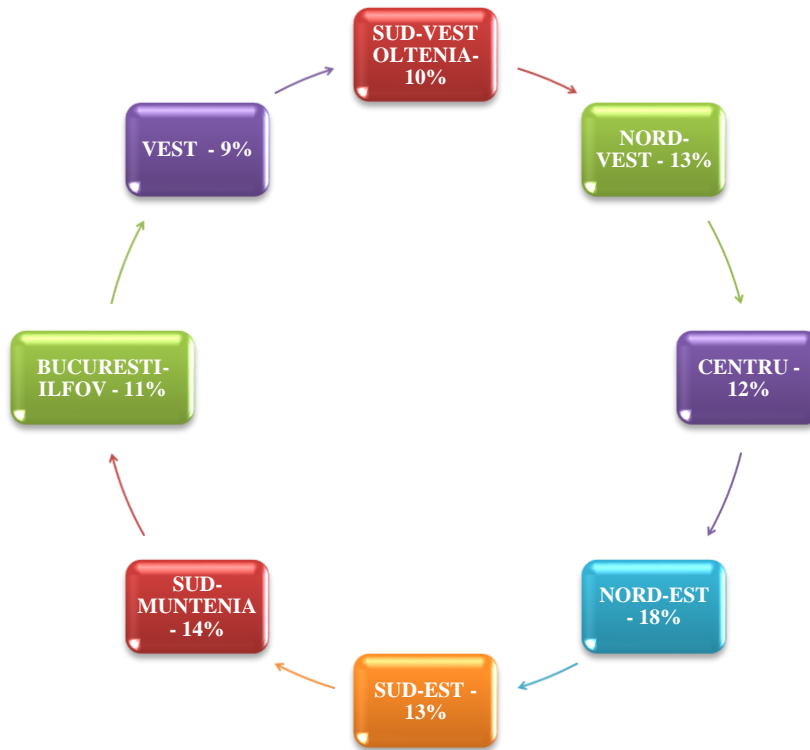 SUD-VEST
OLTENIA-
10%
NORD-
VEST - 13%
CENTRU -
12%
NORD-EST
- 18%
SUD-EST -
13%
SUD-
MUNTENIA
- 14%
BUCURESTI-
ILFOV - 11%
VEST - 9%